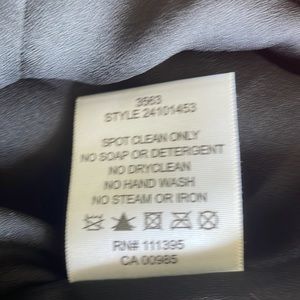 3563
STYLE 24101453
SPOT CLEAN ONLY
NO SOAP OR DETERGENT
NO DRYCLEAN
NO HAND WASH
NO STEAM OR IRON
RN# 111395
CA 00985